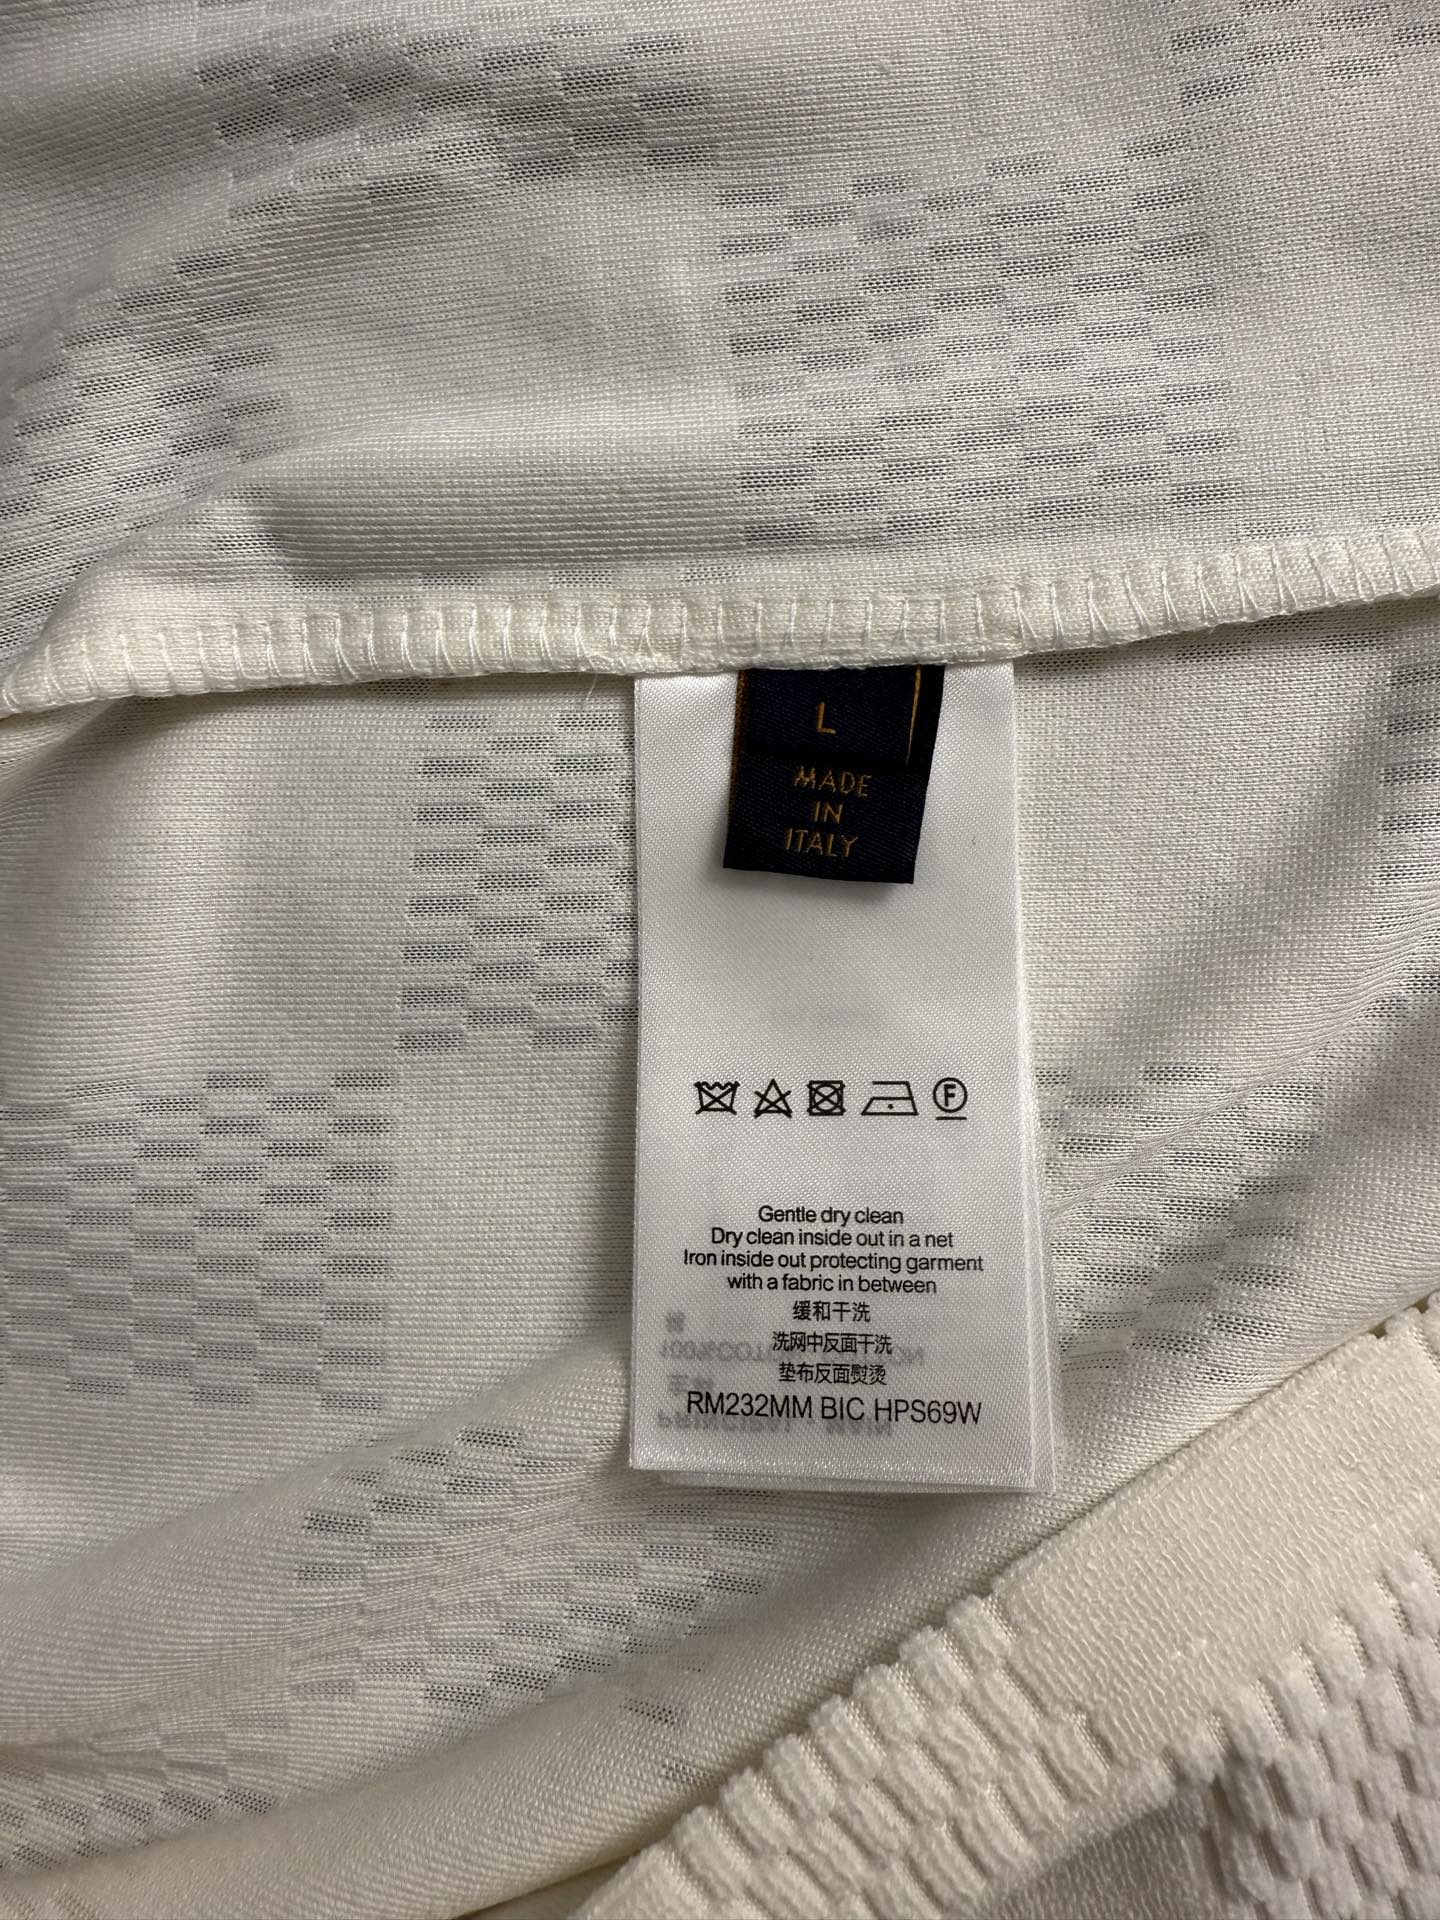 L
MADE
IN
ITALY
F
Gentle dry clean
Dry clean inside out in a net
Iron inside out protecting garment
with a fabric in between
缓和干洗
洗网中反面干洗
垫布反面熨烫
RM232MM BIC HPS69W